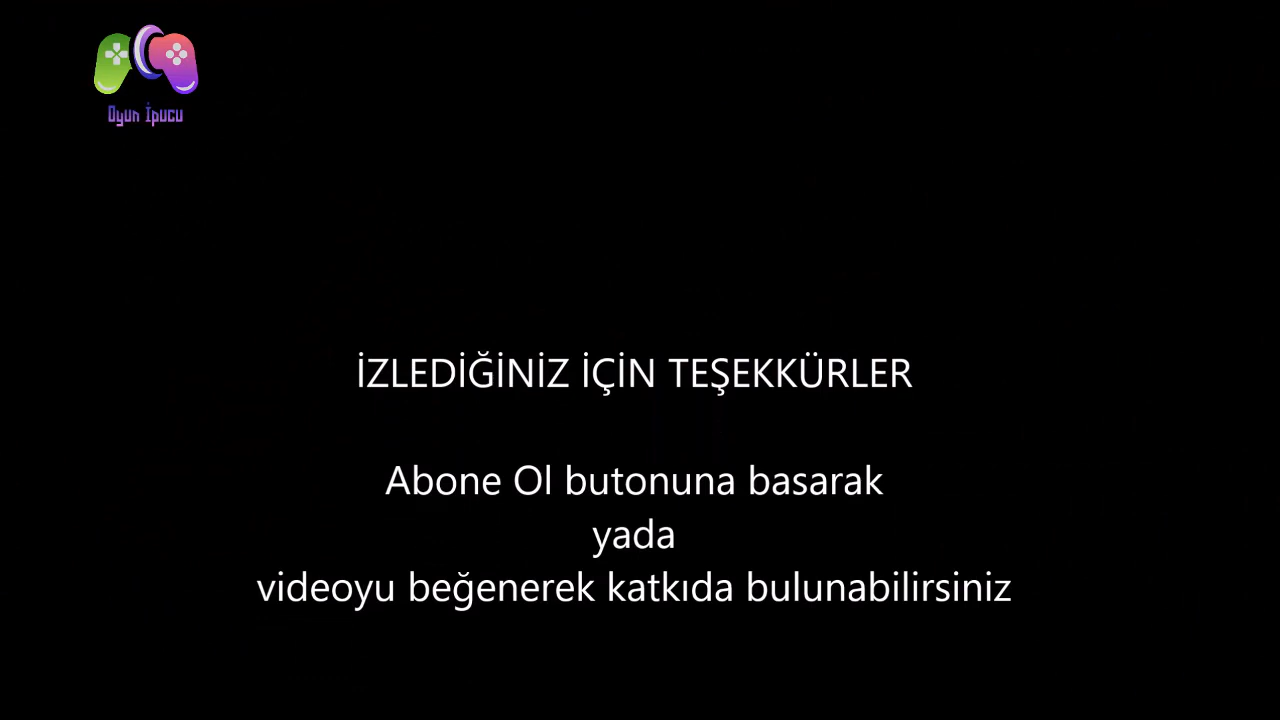 Oyun İpucu
İZLEDİĞİNİZ İÇİN TEŞEKKÜRLER
Abone Ol butonuna basarak
yada
videoyu beğenerek katkıda bulunabilirsiniz